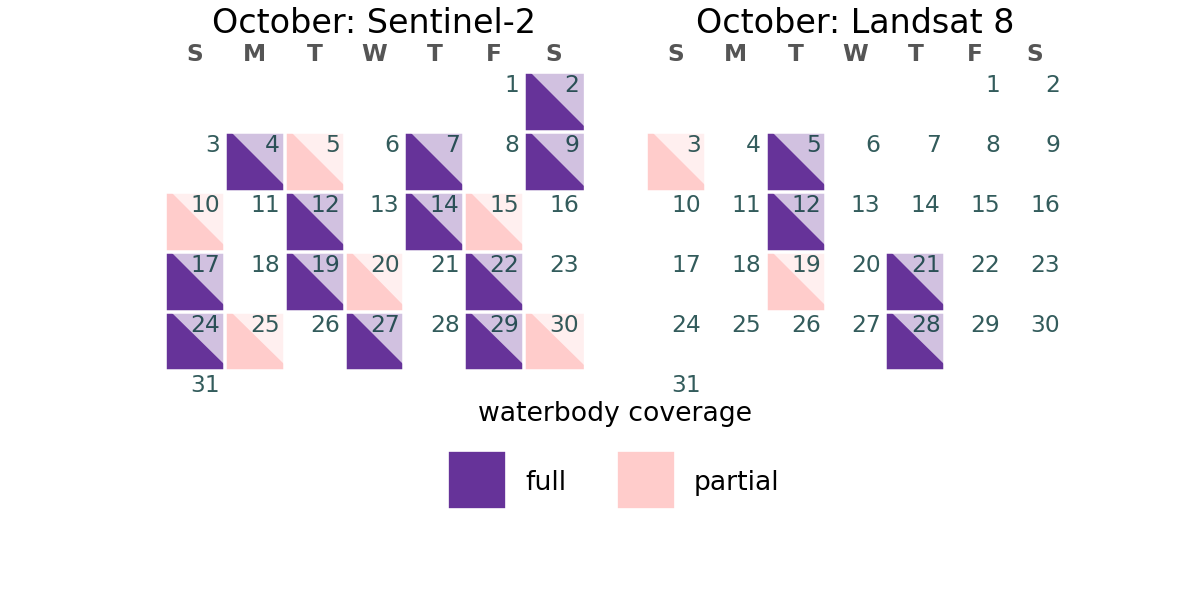 October: Sentinel-2
S M T W T F S
1 2
3 4 5 6 7 8 9
10 11 12 13 14 15 16
17 18 19 20 21 22 23
24 25 26 27 28 29 30
31
October: Landsat 8
S M T W T F S
1 2
3 4 5 6 7 8 9
10 11 12 13 14 15 16
17 18 19 20 21 22 23
24 25 26 27 28 29 30
31
waterbody coverage
full partial